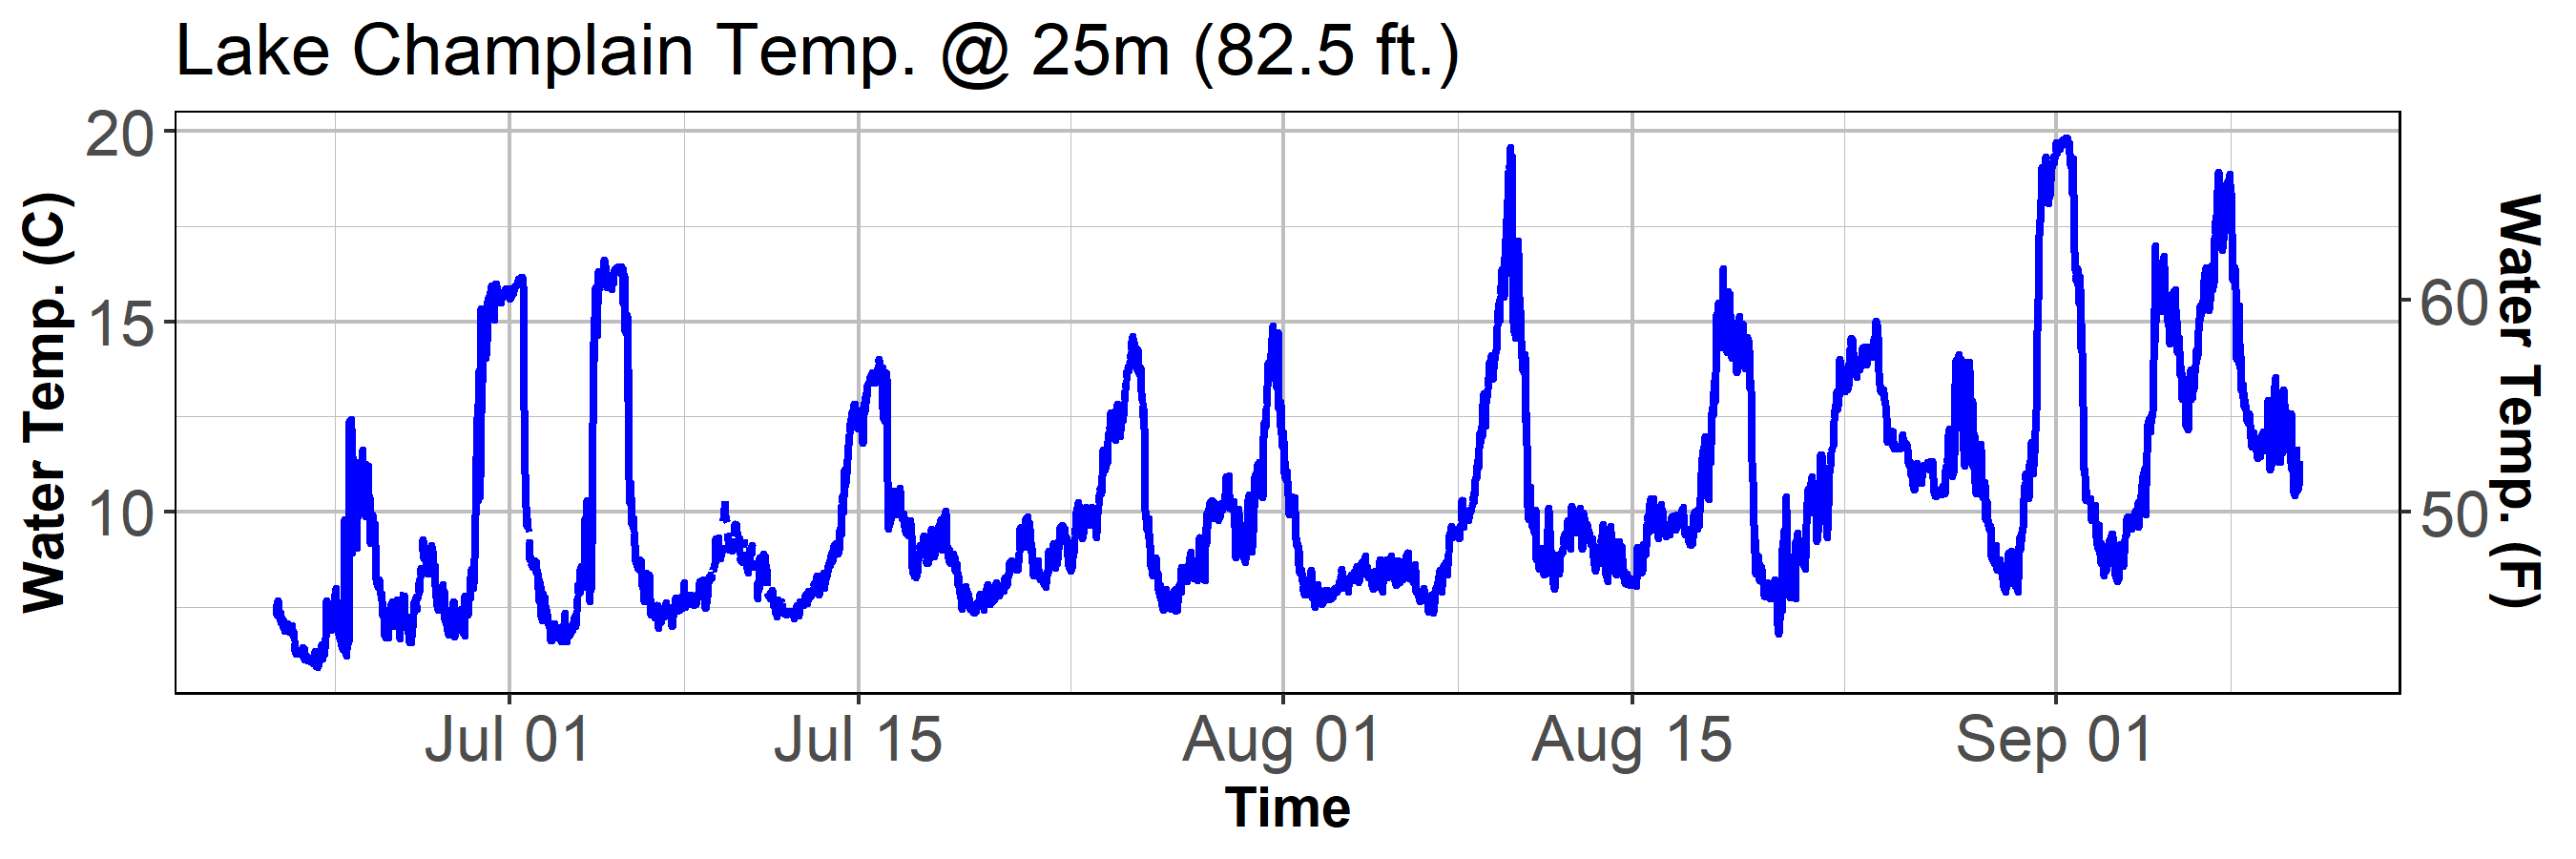 Lake Champlain Temp. @ 25m (82.5 ft.)
Water Temp. (C)
20
15
10
60
50
Water Temp. (F)
Jul 01
Jul 15
Aug 01
Aug 15
Sep 01
Time